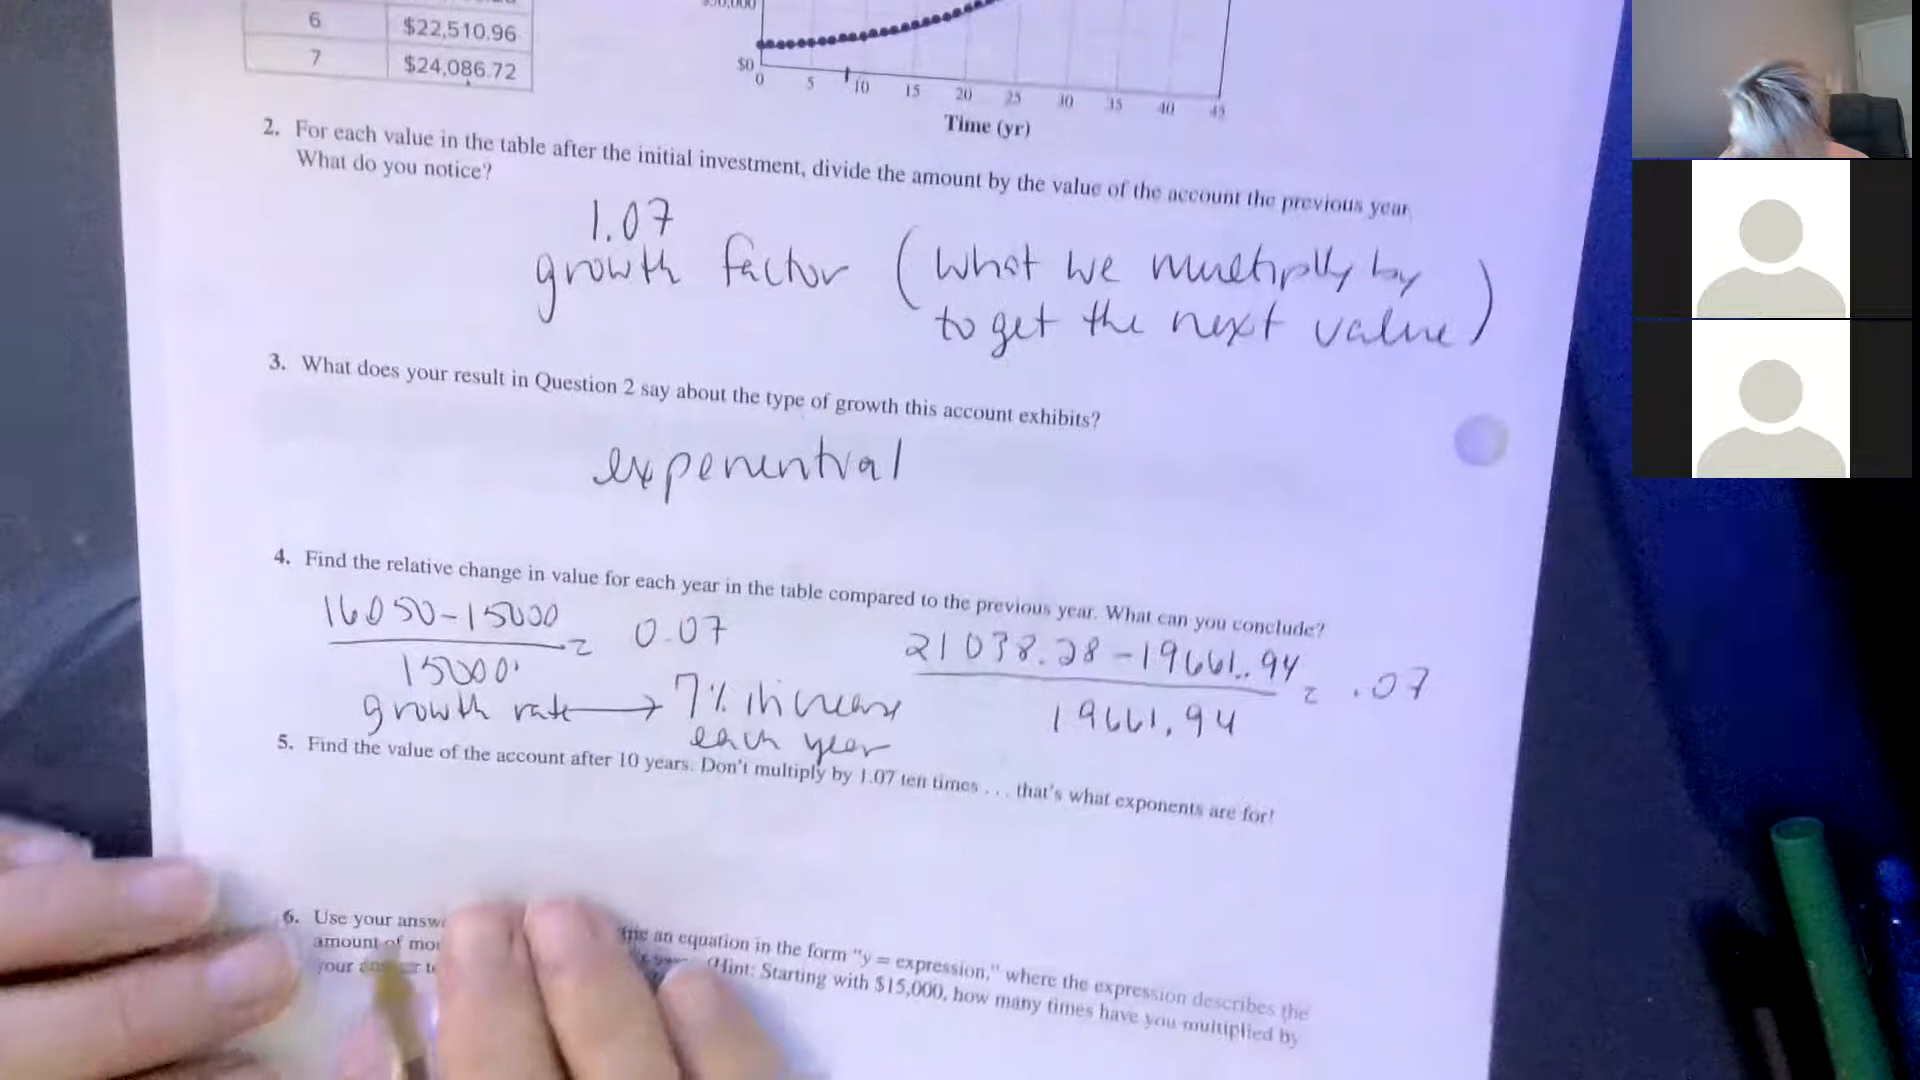 6 $22,510.96
7 $24,086.72
$0
0 5 10 15 20 25 30 35 40 45
Time (yr)
2. For each value in the table after the initial investment, divide the amount by the value of the account the previous year.
What do you notice?
1.07
growth factor (what we multiply by
to get the next value)
3. What does your result in Question 2 say about the type of growth this account exhibits?
exponential
4. Find the relative change in value for each year in the table compared to the previous year. What can you conclude?
16050-15000
15000
= 0.07
21038.28-19661.94
19661.94
= .07
growth rate → 7% increase
each year
5. Find the value of the account after 10 years. Don't multiply by 1.07 ten times . . . that's what exponents are for!
6. Use your an equation in the form "y = expression," where the expression describes the
amount of (Hint: Starting with $15,000, how many times have you multiplied by
your